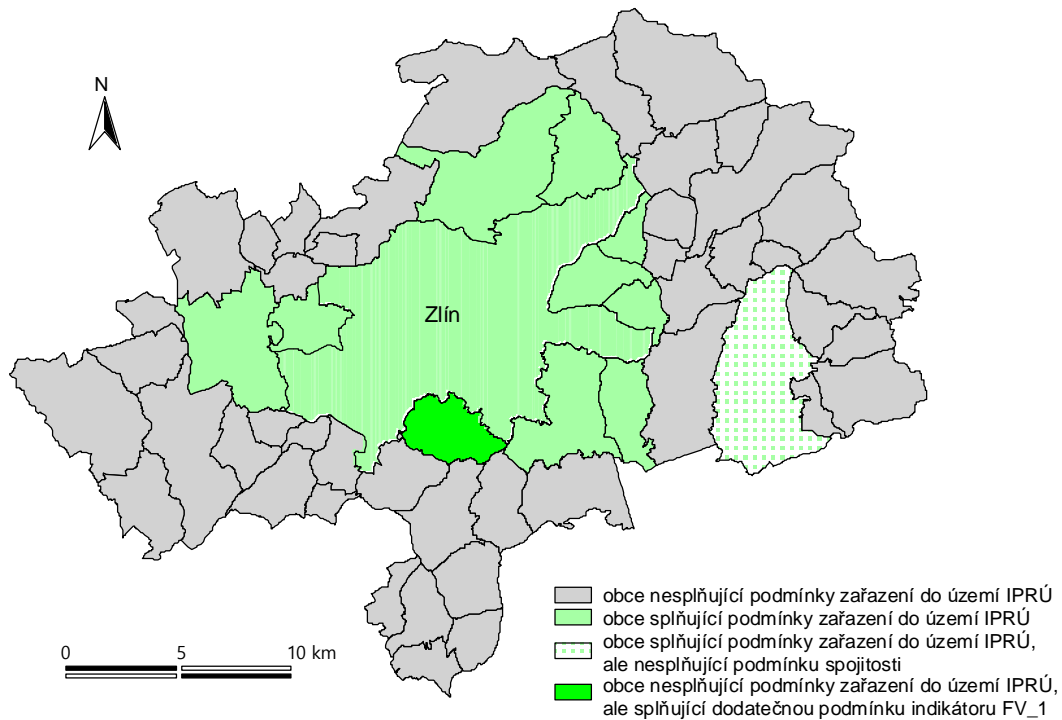 N
Zlín
obce nesplňující podmínky zařazení do území IPRÚ
obce splňující podmínky zařazení do území IPRÚ
obce splňující podmínky zařazení do území IPRÚ,
ale nesplňující podmínku spojitosti
obce nesplňující podmínky zařazení do území IPRÚ,
ale splňující dodatečnou podmínku indikátoru FV_1
0 5 10 km